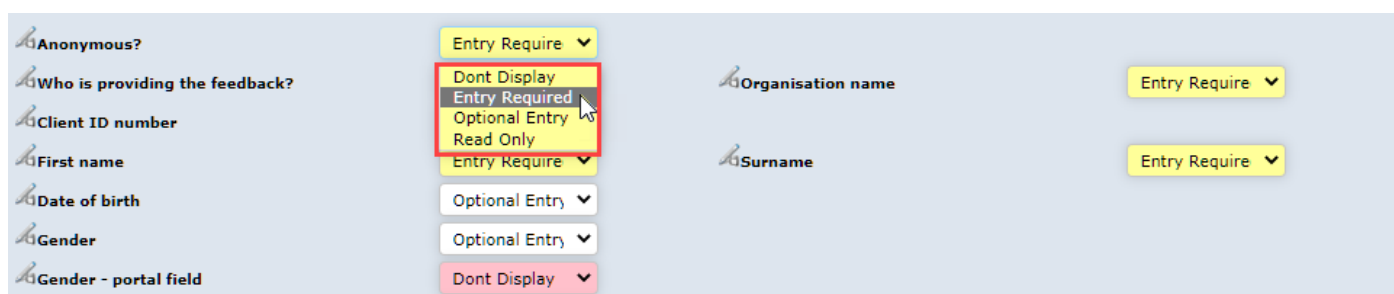 Anonymous? Entry Require
Who is providing the feedback? Dont Display Organisation name Entry Require
Entry Required
Client ID number Optional Entry
Read Only
First name Entry Require Surname Entry Require
Date of birth Optional Entry
Gender Optional Entry
Gender - portal field Dont Display